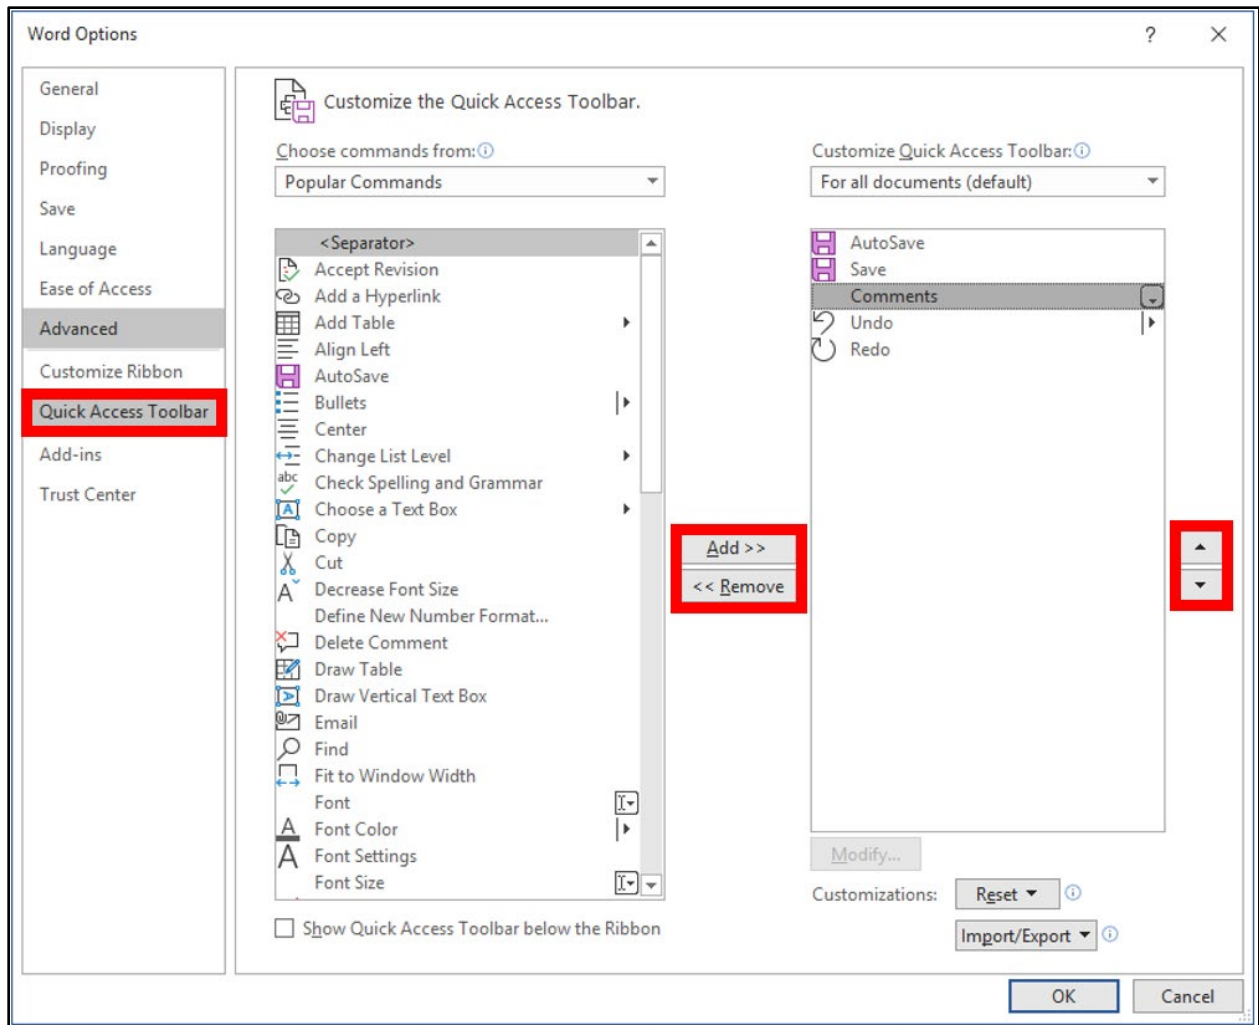 Word Options
?
General
Display
Proofing
Save
Language
Ease of Access
Advanced
Customize Ribbon
Quick Access Toolbar
Add-ins
Trust Center
Customize the Quick Access Toolbar.
Choose commands from:
Popular Commands
<Separator>
Accept Revision
Add a Hyperlink
Add Table
Align Left
AutoSave
Bullets
Center
Change List Level
abc Check Spelling and Grammar
Choose a Text Box
Copy
Cut
Decrease Font Size
Define New Number Format...
Delete Comment
Draw Table
Draw Vertical Text Box
Email
Find
Fit to Window Width
Font
Font Color
Font Settings
Font Size
Show Quick Access Toolbar below the Ribbon
Add >>
<< Remove
Customize Quick Access Toolbar:
For all documents (default)
AutoSave
Save
Comments
Undo
Redo
Modify...
Customizations: Reset
Import/Export
OK Cancel